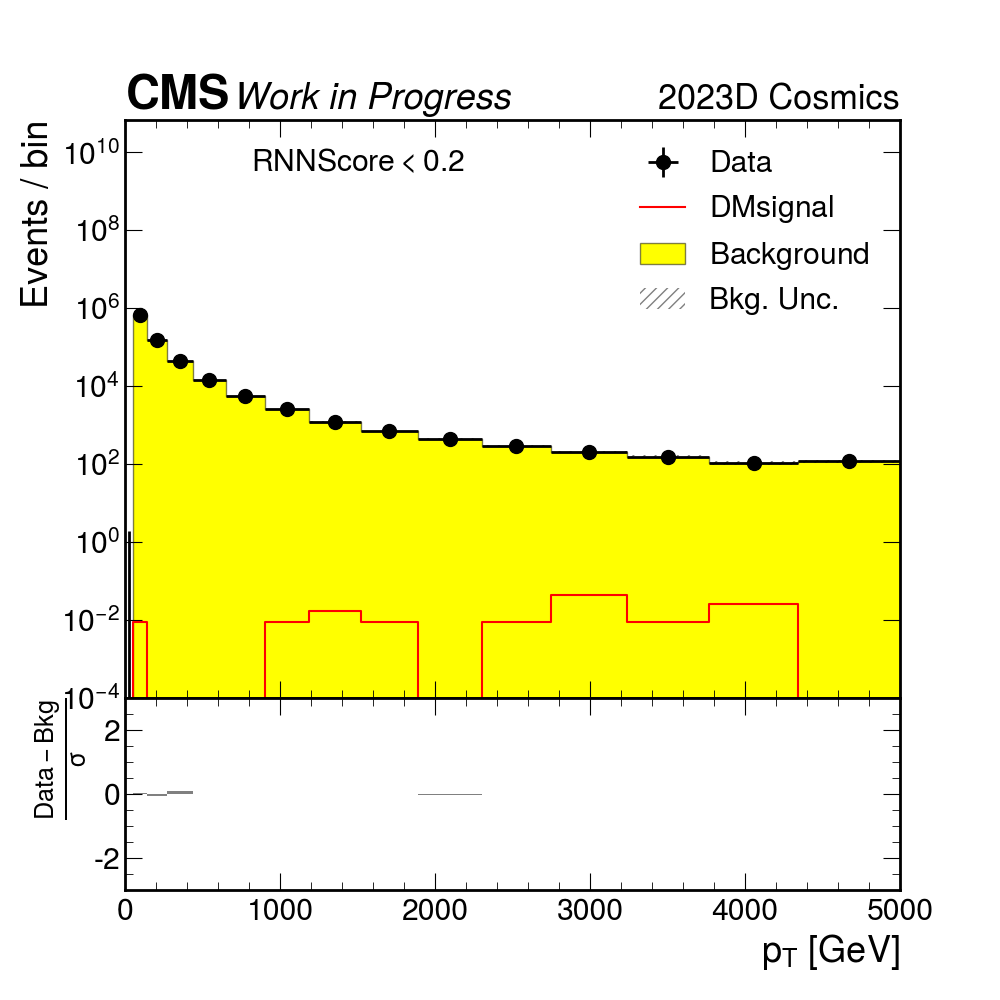 CMS Work in Progress 2023D Cosmics
Events / bin
RNNScore < 0.2
Data
DMsignal
Background
Bkg. Unc.
10^10
10^8
10^6
10^4
10^2
10^0
10^−2
10^−4
Data − Bkg
σ
2
0
-2
0 1000 2000 3000 4000 5000
p_T [GeV]